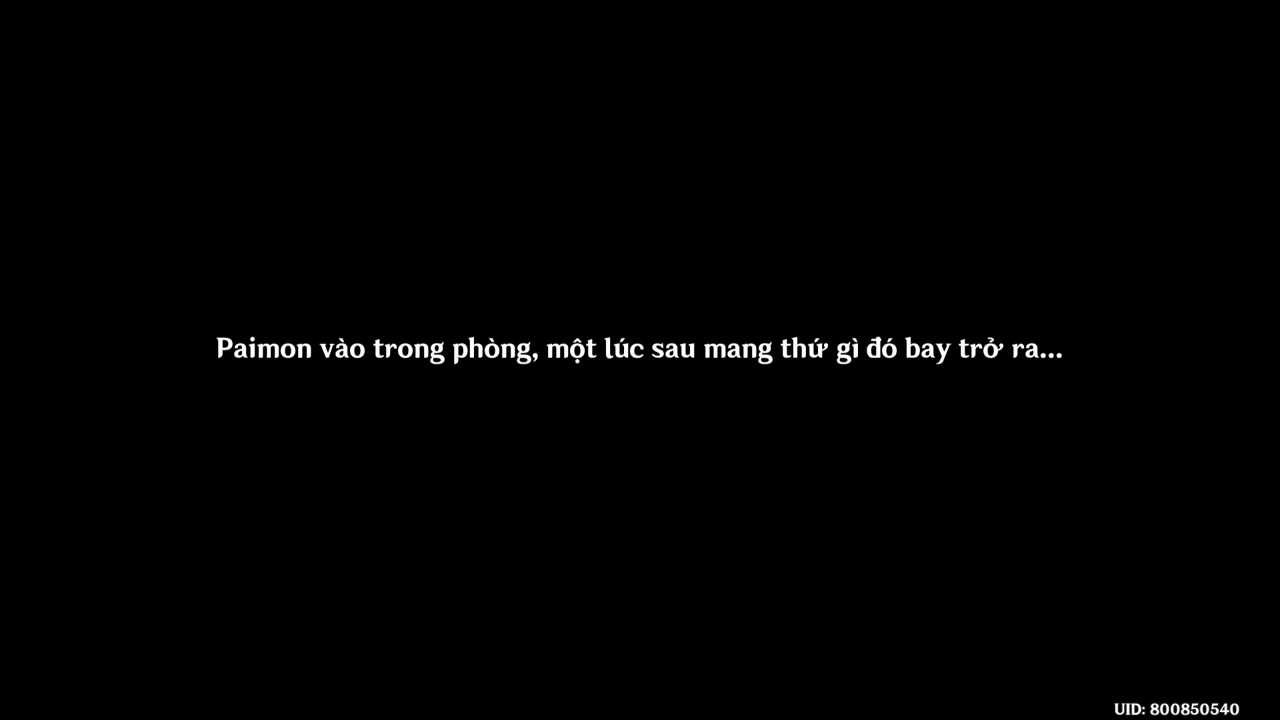 Paimon vào trong phòng, một lúc sau mang thứ gì đó bay trở ra...
UID: 800850540